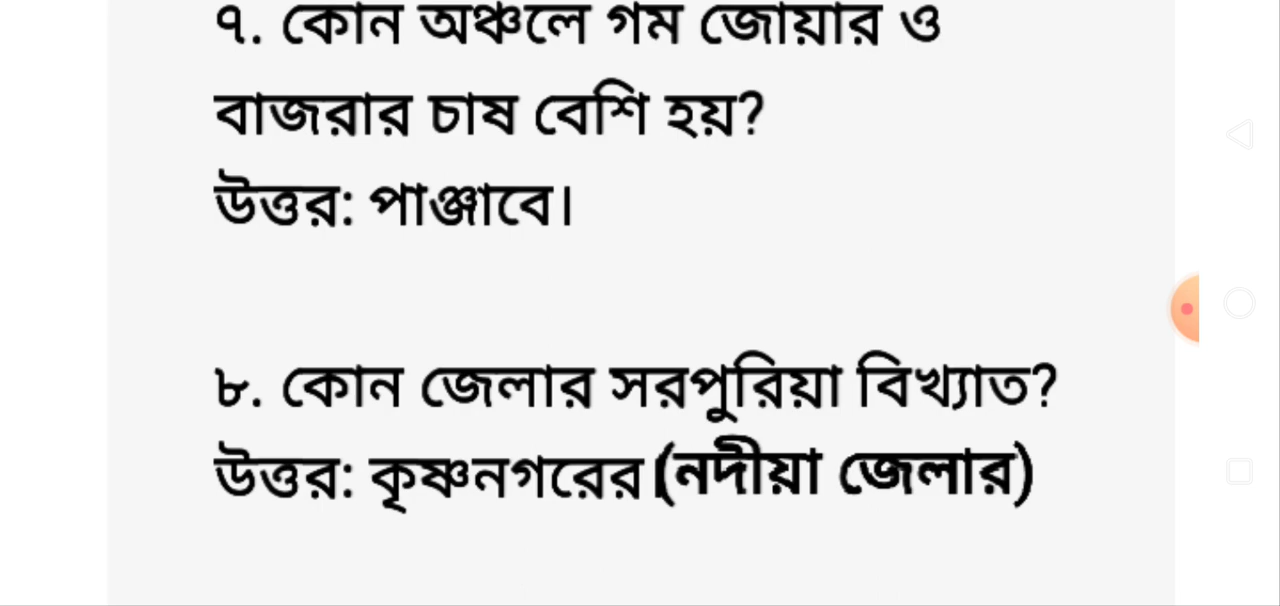 ৭. কোন অঞ্চলে গম জোয়ার ও
বাজরার চাষ বেশি হয়?
উত্তর: পাঞ্জাবে।
৮. কোন জেলার সরপুরিয়া বিখ্যাত?
উত্তর: কৃষ্ণনগরের (নদীয়া জেলার)